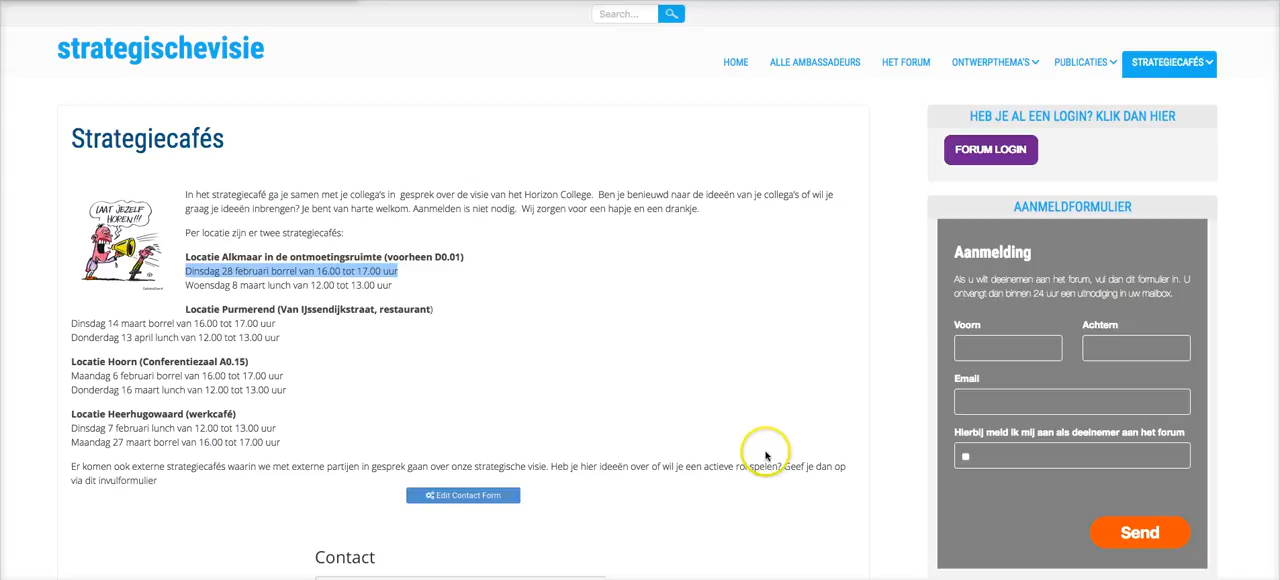 Search...
strategischevisie
HOME ALLE AMBASSADEURS HET FORUM ONTWERPTHEMA'S PUBLICATIES STRATEGIECAFÉS
Strategiecafés
LAAT JEZELF
HOREN!!!
In het strategiecafé ga je samen met je collega's in gesprek over de visie van het Horizon College. Ben je benieuwd naar de ideeën van je collega's of wil je
graag je ideeën inbrengen? Je bent van harte welkom. Aanmelden is niet nodig. Wij zorgen voor een hapje en een drankje.
Per locatie zijn er twee strategiecafés:
Locatie Alkmaar in de ontmoetingsruimte (voorheen D0.01)
Dinsdag 28 februari borrel van 16.00 tot 17.00 uur
Woensdag 8 maart lunch van 12.00 tot 13.00 uur
Locatie Purmerend (Van IJssendijkstraat, restaurant)
Dinsdag 14 maart borrel van 16.00 tot 17.00 uur
Donderdag 13 april lunch van 12.00 tot 13.00 uur
Locatie Hoorn (Conferentiezaal A0.15)
Maandag 6 februari borrel van 16.00 tot 17.00 uur
Donderdag 16 maart lunch van 12.00 tot 13.00 uur
Locatie Heerhugowaard (werkcafé)
Dinsdag 7 februari lunch van 12.00 tot 13.00 uur
Maandag 27 maart borrel van 16.00 tot 17.00 uur
Er komen ook externe strategiecafés waarin we met externe partijen in gesprek gaan over onze strategische visie. Heb je hier ideeën over of wil je een actieve rol spelen? Geef je dan op
via dit invulformulier
Edit Contact Form
Contact
HEB JE AL EEN LOGIN? KLIK DAN HIER
FORUM LOGIN
AANMELDFORMULIER
Aanmelding
Als u wilt deelnemen aan het forum, vul dan dit formulier in. U
ontvangt dan binnen 24 uur een uitnodiging in uw mailbox.
Voorn Achtern
Email
Hierbij meld ik mij aan als deelnemer aan het forum
Send